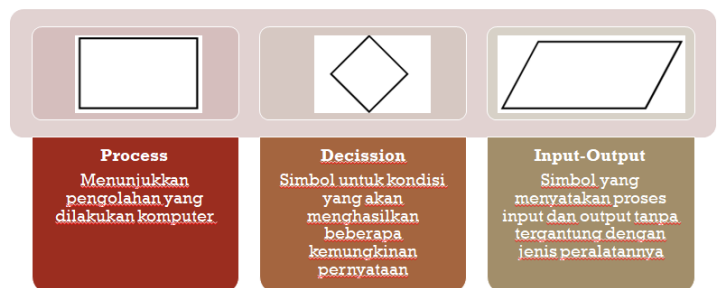 Process
Menunjukkan
pengolahan yang
dilakukan komputer
Decission
Simbol untuk kondisi
yang akan
menghasilkan
beberapa
kemungkinan
pernyataan
Input-Output
Simbol yang
menyatakan proses
input dan output tanpa
tergantung dengan
jenis peralatannya